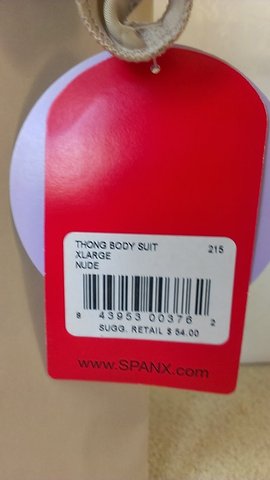 THONG BODY SUIT 215
XLARGE
NUDE
8 43953 00376 2
SUGG. RETAIL $ 54.00
www.SPANX.com